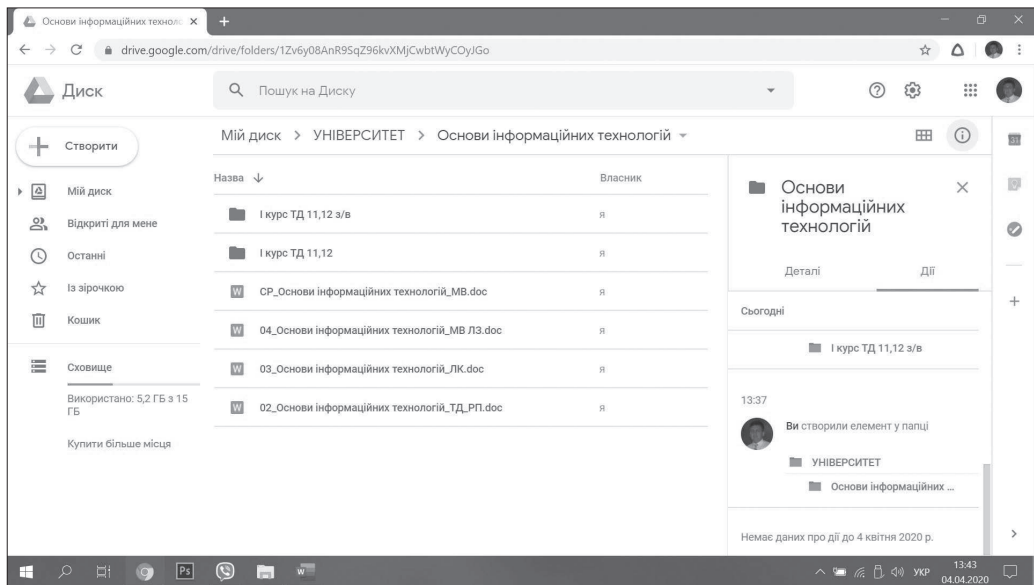 Основи інформаційних техноло
drive.google.com/drive/folders/1Zv6y08AnR9SqZ96kvXMjCwbtWyCOyJGo
Диск
Пошук на Диску
Створити
Мій диск > УНІВЕРСИТЕТ > Основи інформаційних технологій
31
Мій диск
Відкриті для мене
Останні
Із зірочкою
Кошик
Сховище
Використано: 5,2 ГБ з 15
ГБ
Купити більше місця
Назва Власник
І курс ТД 11,12 з/в я
І курс ТД 11,12 я
W СР_Основи інформаційних технологій_МВ.doc я
W 04_Основи інформаційних технологій_МВ ЛЗ.doc я
W 03_Основи інформаційних технологій_ЛК.doc я
W 02_Основи інформаційних технологій_ТД_РП.doc я
Основи
інформаційних
технологій
Деталі Дії
Сьогодні
І курс ТД 11,12 з/в
13:37
Ви створили елемент у папці
УНІВЕРСИТЕТ
Основи інформаційних ...
Немає даних про дії до 4 квітня 2020 р.
Ps
W
УКР
13:43
04.04.2020